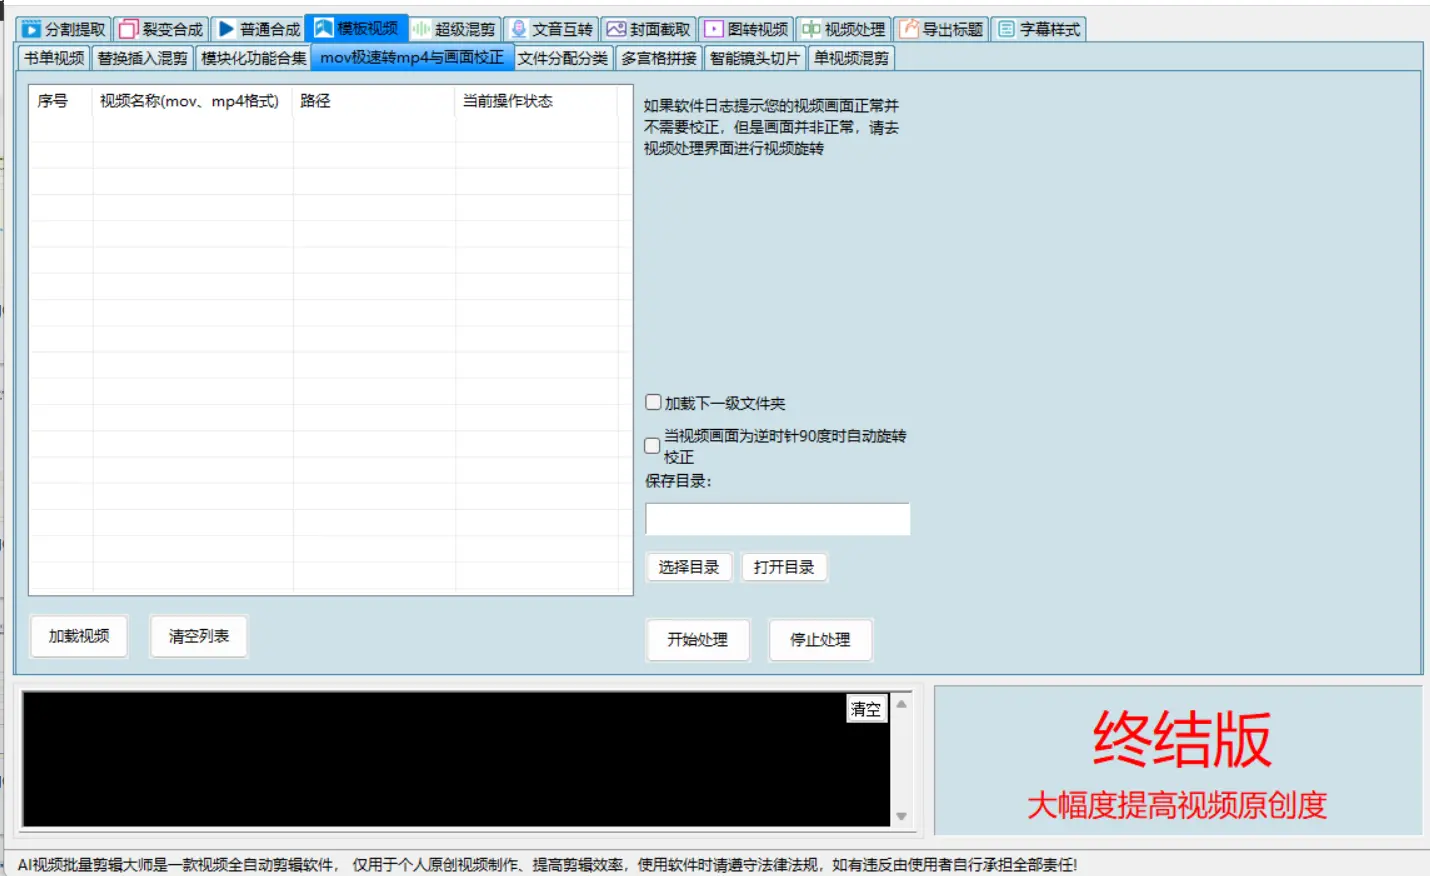 分割提取 裂变合成 普通合成 模板视频 超级混剪 文音互转 封面截取 图转视频 视频处理 导出标题 字幕样式
书单视频 替换插入混剪 模块化功能合集 mov极速转mp4与画面校正 文件分配分类 多宫格拼接 智能镜头切片 单视频混剪
序号 视频名称(mov、mp4格式) 路径 当前操作状态
如果软件日志提示您的视频画面正常并
不需要校正，但是画面并非正常，请去
视频处理界面进行视频旋转
加载下一级文件夹
当视频画面为逆时针90度时自动旋转
校正
保存目录：
选择目录 打开目录
加载视频 清空列表 开始处理 停止处理
清空
终结版
大幅度提高视频原创度
AI视频批量剪辑大师是一款视频全自动剪辑软件， 仅用于个人原创视频制作、提高剪辑效率，使用软件时请遵守法律法规，如有违反由使用者自行承担全部责任!